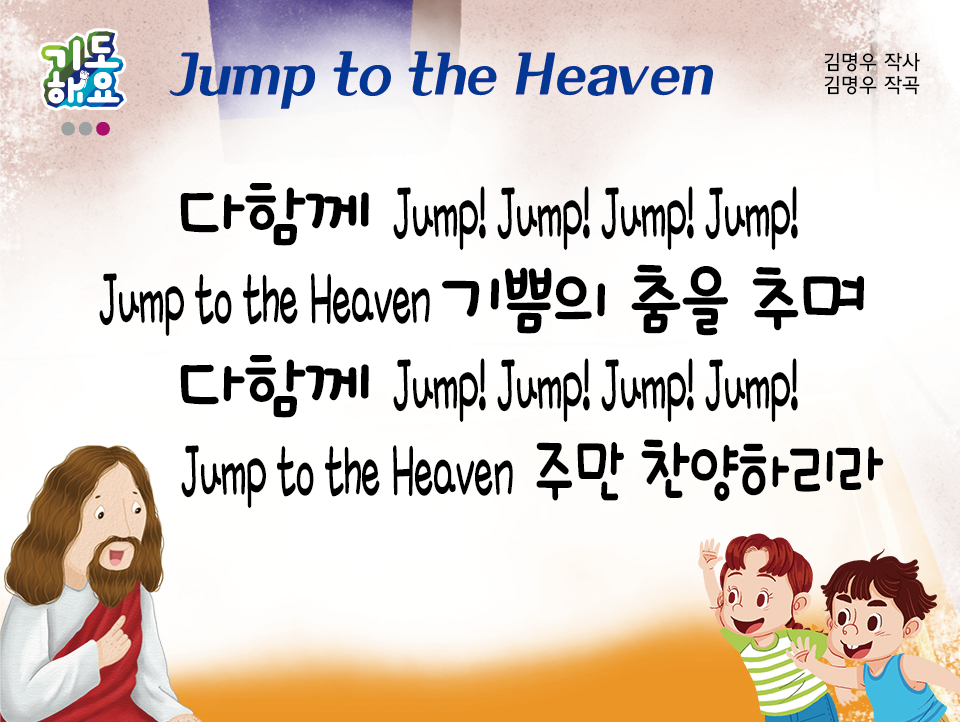 기도
해요
Jump to the Heaven
김명우 작사
김명우 작곡
다함께 Jump! Jump! Jump! Jump!
Jump to the Heaven 기쁨의 춤을 추며
다함께 Jump! Jump! Jump! Jump!
Jump to the Heaven 주만 찬양하리라